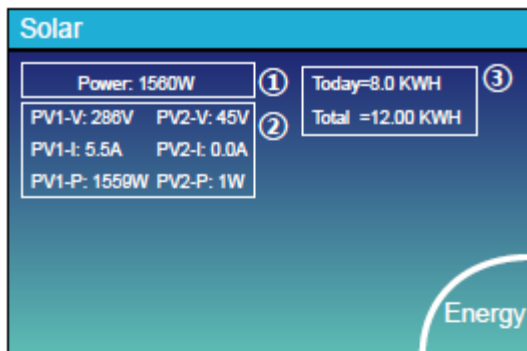 Solar
Power: 1560W
①
PV1-V: 286V PV2-V: 45V
PV1-I: 5.5A PV2-I: 0.0A
PV1-P: 1559W PV2-P: 1W
②
Today=8.0 KWH
Total =12.00 KWH
③
Energy